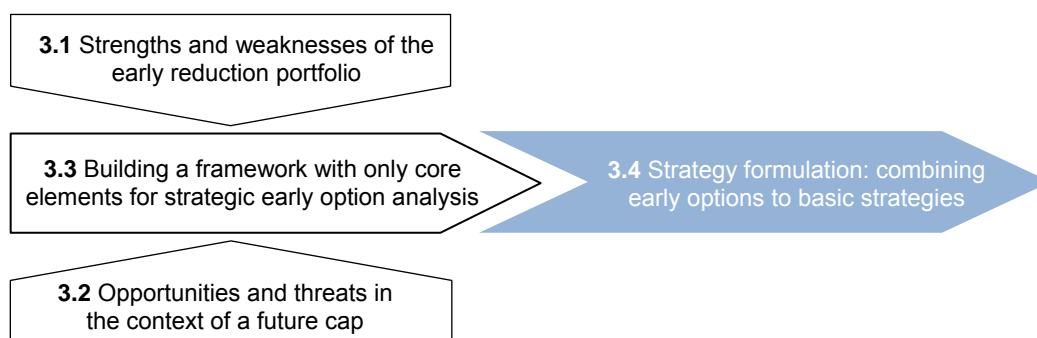 3.1 Strengths and weaknesses of the
early reduction portfolio
3.3 Building a framework with only core
elements for strategic early option analysis
3.4 Strategy formulation: combining
early options to basic strategies
3.2 Opportunities and threats in
the context of a future cap